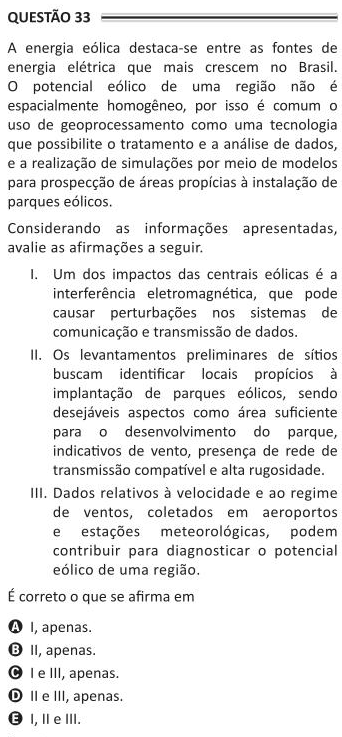 QUESTÃO 33
A energia eólica destaca-se entre as fontes de
energia elétrica que mais crescem no Brasil.
O potencial eólico de uma região não é
espacialmente homogêneo, por isso é comum o
uso de geoprocessamento como uma tecnologia
que possibilite o tratamento e a análise de dados,
e a realização de simulações por meio de modelos
para prospecção de áreas propícias à instalação de
parques eólicos.
Considerando as informações apresentadas,
avalie as afirmações a seguir.
I. Um dos impactos das centrais eólicas é a
interferência eletromagnética, que pode
causar perturbações nos sistemas de
comunicação e transmissão de dados.
II. Os levantamentos preliminares de sítios
buscam identificar locais propícios à
implantação de parques eólicos, sendo
desejáveis aspectos como área suficiente
para o desenvolvimento do parque,
indicativos de vento, presença de rede de
transmissão compatível e alta rugosidade.
III. Dados relativos à velocidade e ao regime
de ventos, coletados em aeroportos
e estações meteorológicas, podem
contribuir para diagnosticar o potencial
eólico de uma região.
É correto o que se afirma em
A I, apenas.
B II, apenas.
C I e III, apenas.
D II e III, apenas.
E I, II e III.